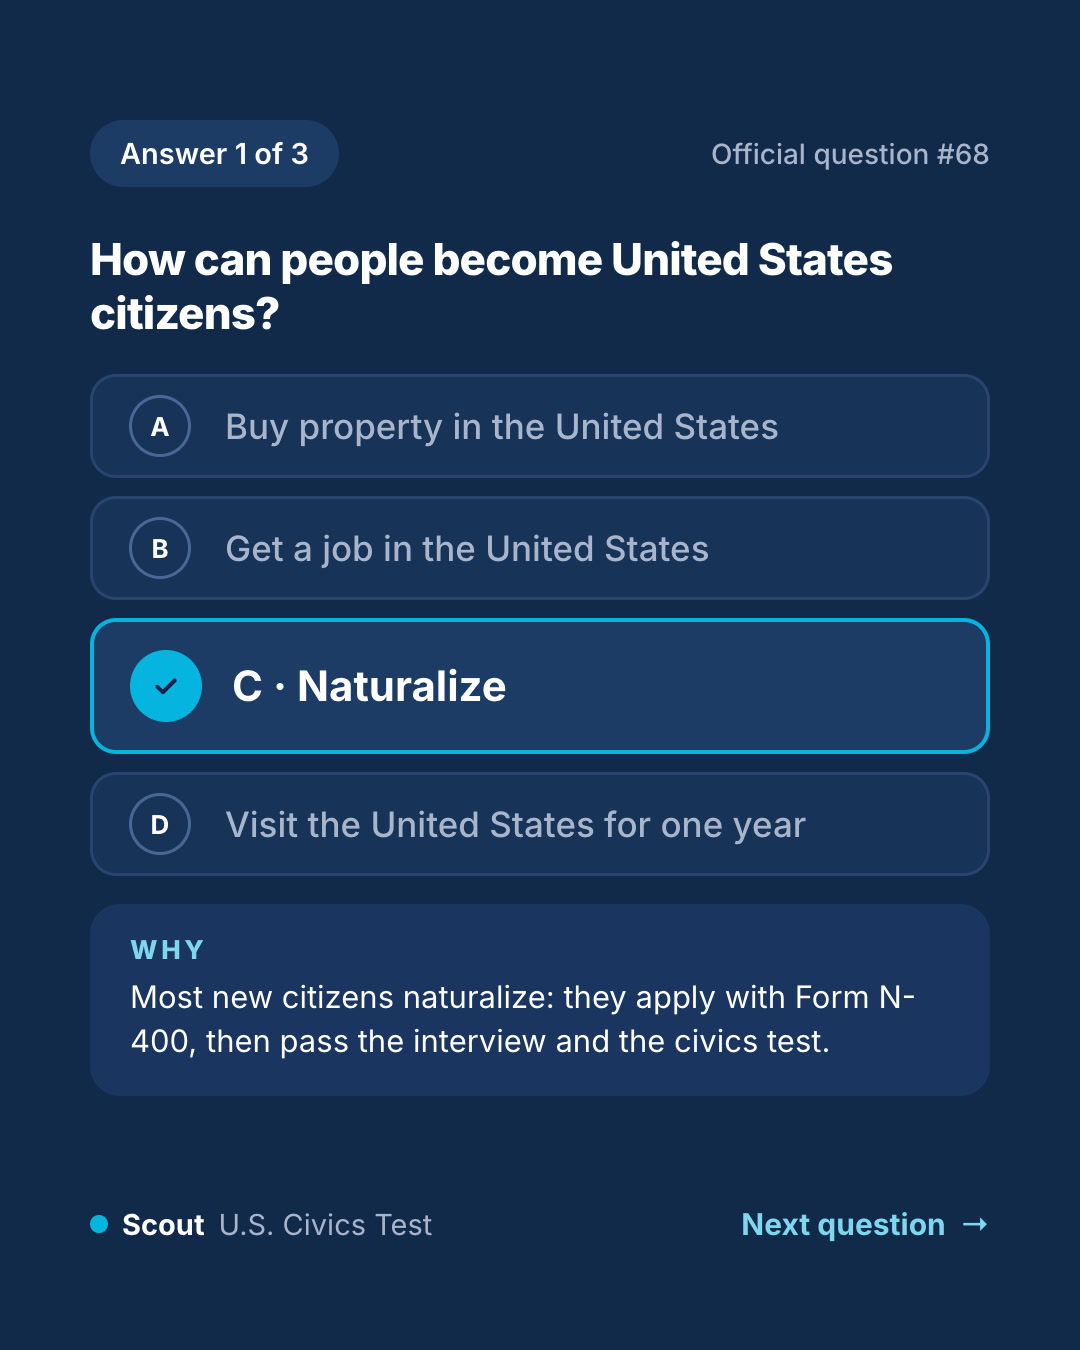 Answer 1 of 3
Official question #68
How can people become United States
citizens?
A
Buy property in the United States
B
Get a job in the United States
C · Naturalize
D
Visit the United States for one year
WHY
Most new citizens naturalize: they apply with Form N-
400, then pass the interview and the civics test.
Scout U.S. Civics Test
Next question →